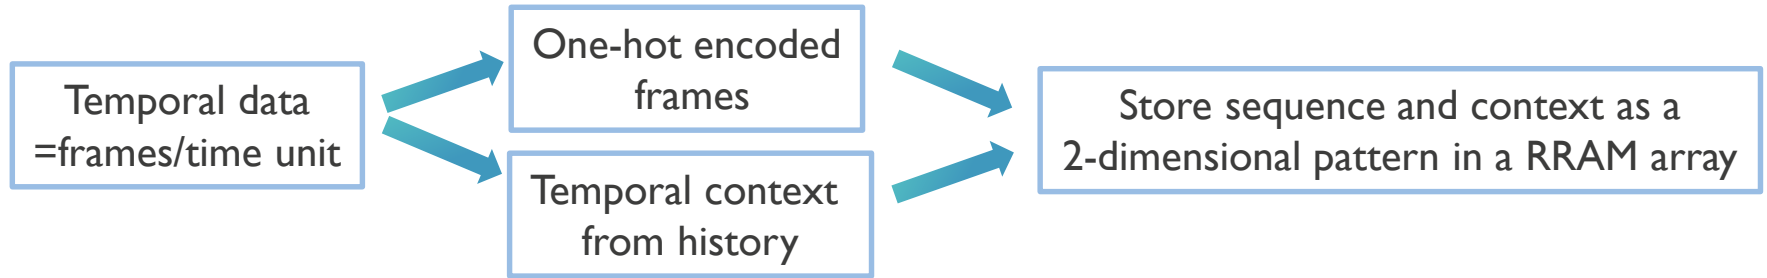 Temporal data
=frames/time unit
One-hot encoded
frames
Temporal context
from history
Store sequence and context as a
2-dimensional pattern in a RRAM array